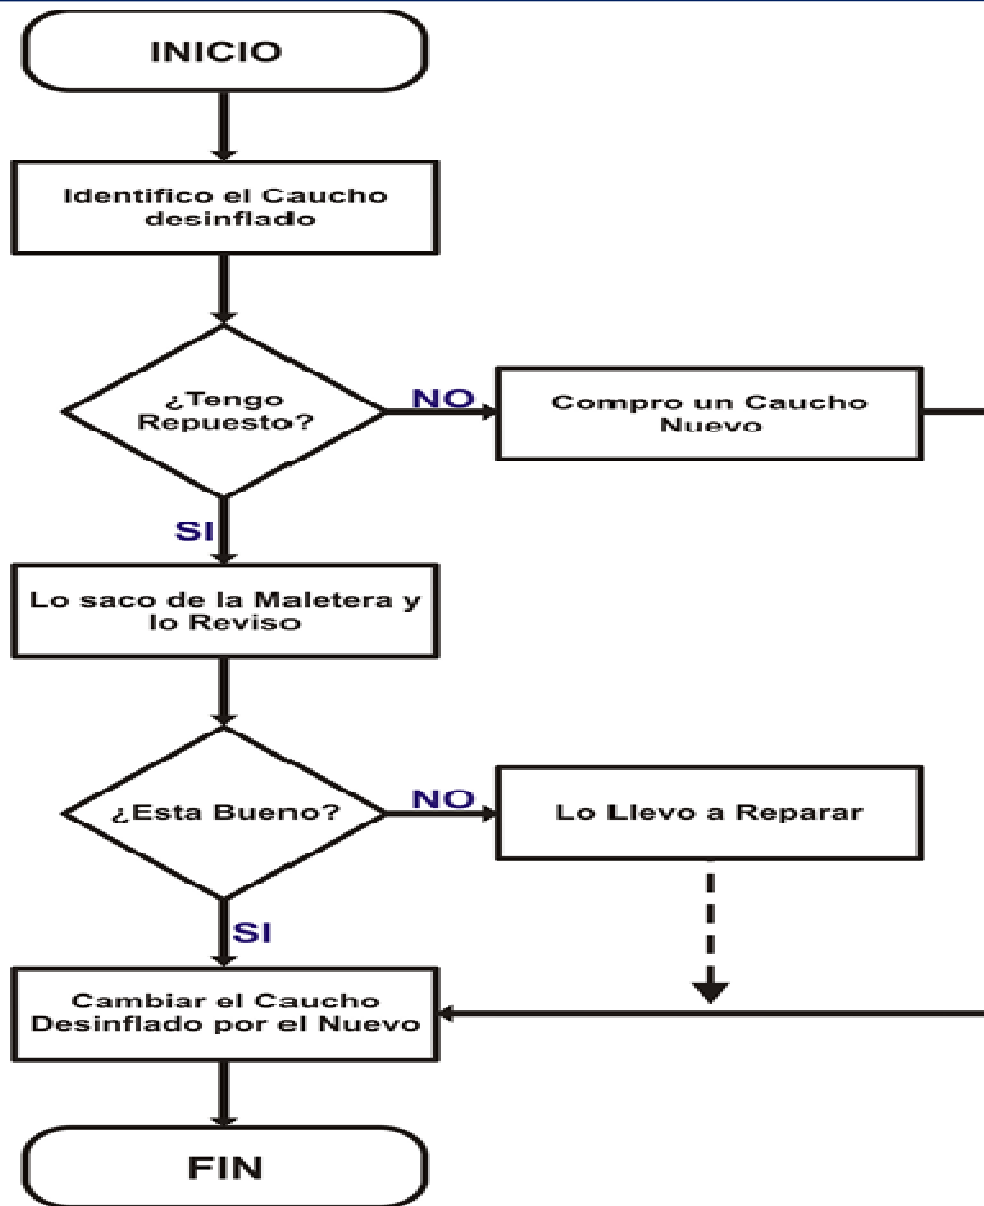 INICIO
Identifico el Caucho
desinflado
¿Tengo
Repuesto?
NO
Compro un Caucho
Nuevo
SI
Lo saco de la Maletera y
lo Reviso
¿Esta Bueno?
NO
Lo Llevo a Reparar
SI
Cambiar el Caucho
Desinflado por el Nuevo
FIN